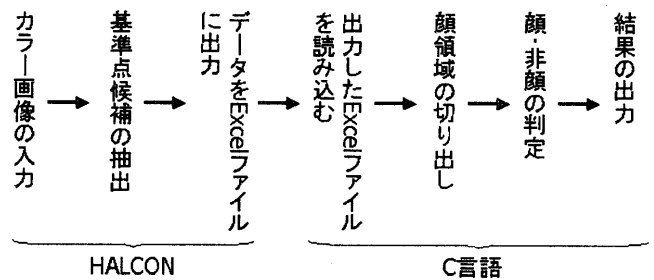 カラー画像の入力
基準点候補の抽出
データをExcelファイル
に出力
出力したExcelファイル
を読み込む
顔領域の切り出し
顔・非顔の判定
結果の出力
HALCON
C言語